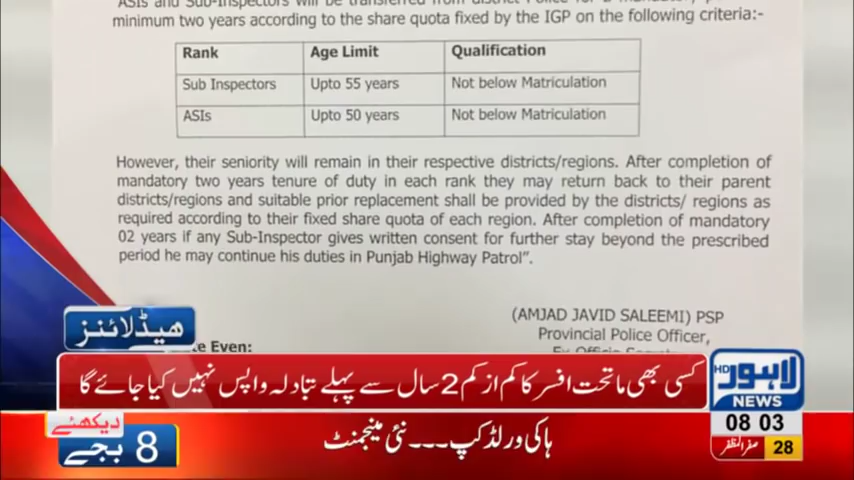 ASIs and Sub-Inspectors will be transferred from district Police for a mandatory
minimum two years according to the share quota fixed by the IGP on the following criteria:-
Rank Age Limit Qualification
Sub Inspectors Upto 55 years Not below Matriculation
ASIs Upto 50 years Not below Matriculation
However, their seniority will remain in their respective districts/regions. After completion of
mandatory two years tenure of duty in each rank they may return back to their parent
districts/regions and suitable prior replacement shall be provided by the districts/ regions as
required according to their fixed share quota of each region. After completion of mandatory
02 years if any Sub-Inspector gives written consent for further stay beyond the prescribed
period he may continue his duties in Punjab Highway Patrol”.
(AMJAD JAVID SALEEMI) PSP
Provincial Police Officer,
Even:
ہیڈلائنز
کسی بھی ماتحت افسر کا کم از کم 2 سال سے پہلے تبادلہ واپس نہیں کیا جائے گا
HD
لاہور
NEWS
08 03
28 صفر المظفر
دیکھئے
8 بجے
ہاکی ورلڈ کپ۔۔۔نئی مینجمنٹ